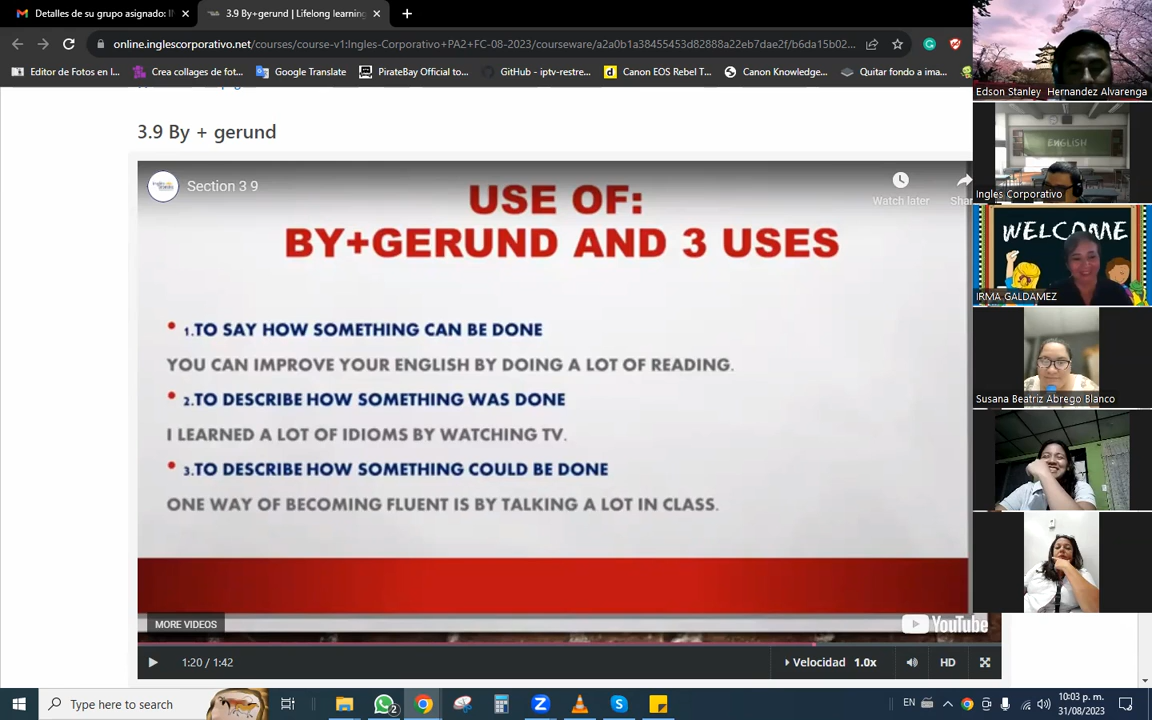 Detalles de su grupo asignado: I
3.9 By+gerund | Lifelong learning
online.inglescorporativo.net/courses/course-v1:Ingles-Corporativo+PA2+FC-08-2023/courseware/a2a0b1a38455453d82888a22eb7dae2f/b6da15b02...
Editor de Fotos en l...
Crea collages de fot...
Google Translate
PirateBay Official to...
GitHub - iptv-restre...
Canon EOS Rebel T...
Canon Knowledge...
Quitar fondo a ima...
3.9 By + gerund
Section 3 9
Watch later
Shar
USE OF:
BY+GERUND AND 3 USES
• 1.TO SAY HOW SOMETHING CAN BE DONE
YOU CAN IMPROVE YOUR ENGLISH BY DOING A LOT OF READING.
• 2.TO DESCRIBE HOW SOMETHING WAS DONE
I LEARNED A LOT OF IDIOMS BY WATCHING TV.
• 3.TO DESCRIBE HOW SOMETHING COULD BE DONE
ONE WAY OF BECOMING FLUENT IS BY TALKING A LOT IN CLASS.
MORE VIDEOS
YouTube
1:20 / 1:42
Velocidad 1.0x
HD
Edson Stanley Hernandez Alvarenga
ENGLISH
Ingles Corporativo
WELCOME
IRMA GALDAMEZ
Susana Beatriz Abrego Blanco
Type here to search
2
EN
10:03 p. m.
31/08/2023